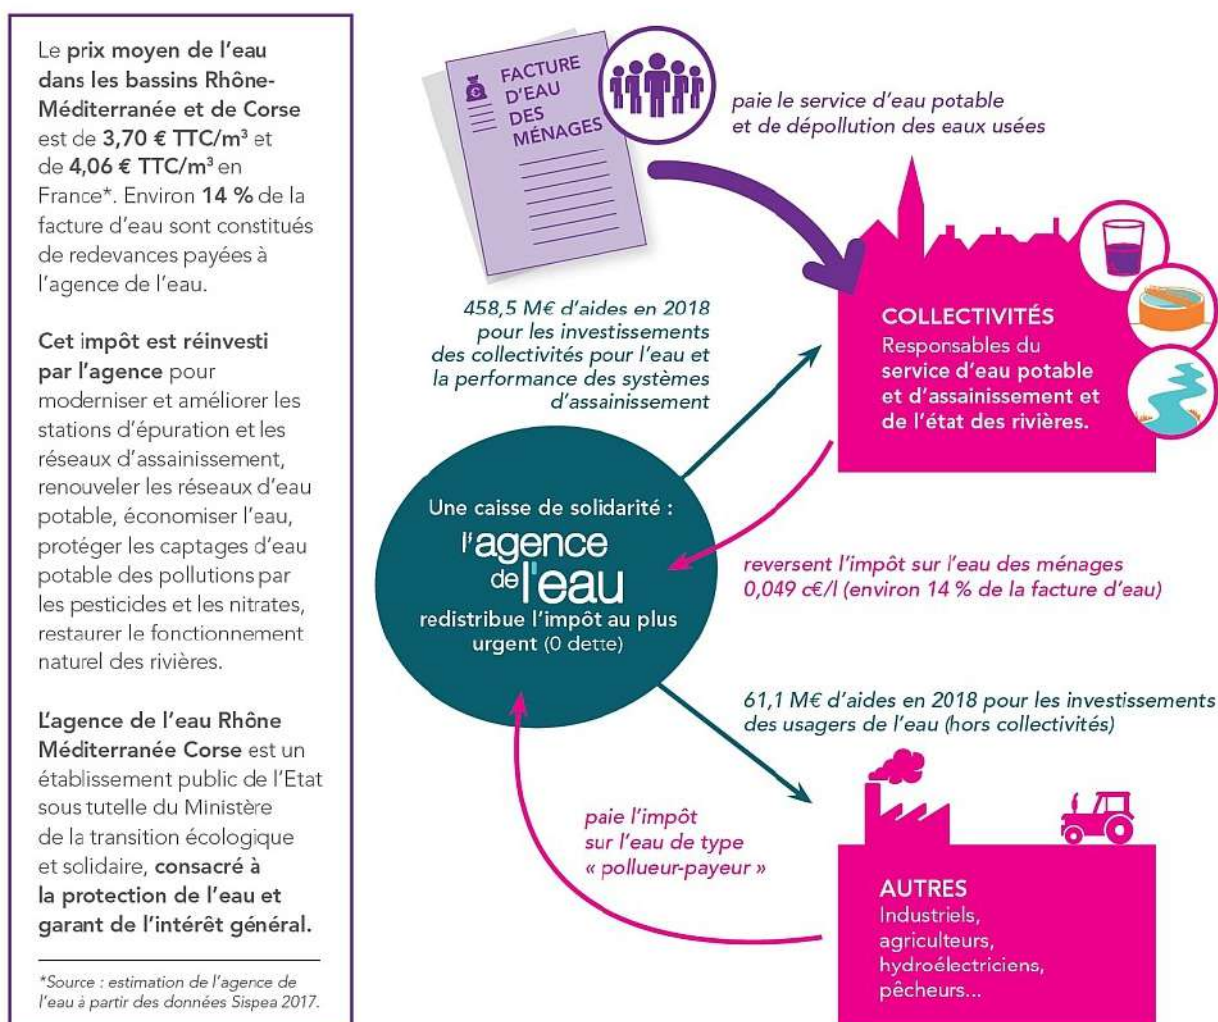 Le prix moyen de l'eau
dans les bassins Rhône-
Méditerranée et de Corse
est de 3,70 € TTC/m³ et
de 4,06 € TTC/m³ en
France*. Environ 14 % de la
facture d'eau sont constitués
de redevances payées à
l'agence de l'eau.
Cet impôt est réinvesti
par l'agence pour
moderniser et améliorer les
stations d'épuration et les
réseaux d'assainissement,
renouveler les réseaux d'eau
potable, économiser l'eau,
protéger les captages d'eau
potable des pollutions par
les pesticides et les nitrates,
restaurer le fonctionnement
naturel des rivières.
L'agence de l'eau Rhône
Méditerranée Corse est un
établissement public de l'Etat
sous tutelle du Ministère
de la transition écologique
et solidaire, consacré à
la protection de l'eau et
garant de l'intérêt général.
*Source : estimation de l'agence de
l'eau à partir des données Sispea 2017.
FACTURE
D'EAU
DES
MÉNAGES
€
paie le service d'eau potable
et de dépollution des eaux usées
458,5 M€ d'aides en 2018
pour les investissements
des collectivités pour l'eau et
la performance des systèmes
d'assainissement
COLLECTIVITÉS
Responsables du
service d'eau potable
et d'assainissement et
de l'état des rivières.
Une caisse de solidarité :
l'agence
de l'eau
redistribue l'impôt au plus
urgent (0 dette)
reversent l'impôt sur l'eau des ménages
0,049 c€/l (environ 14 % de la facture d'eau)
61,1 M€ d'aides en 2018 pour les investissements
des usagers de l'eau (hors collectivités)
paie l'impôt
sur l'eau de type
« pollueur-payeur »
AUTRES
Industriels,
agriculteurs,
hydroélectriciens,
pêcheurs...